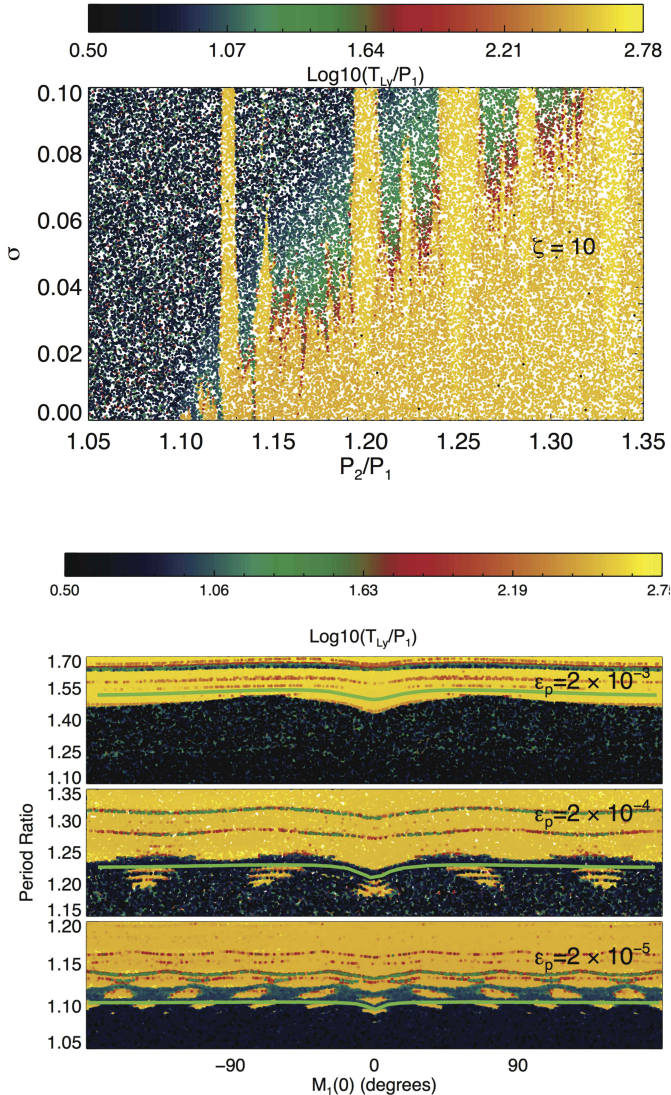 0.50 1.07 1.64 2.21 2.78
Log10(T_Ly/P_1)
0.10
0.08
0.06
0.04
0.02
0.00
σ
ζ = 10
1.05 1.10 1.15 1.20 1.25 1.30 1.35
P_2/P_1
0.50 1.06 1.63 2.19 2.75
Log10(T_Ly/P_1)
1.70
1.55
1.40
1.25
1.10
ε_p=2 × 10^-3
1.35
1.30
1.25
1.20
1.15
ε_p=2 × 10^-4
Period Ratio
1.20
1.15
1.10
1.05
ε_p=2 × 10^-5
−90 0 90
M_1(0) (degrees)